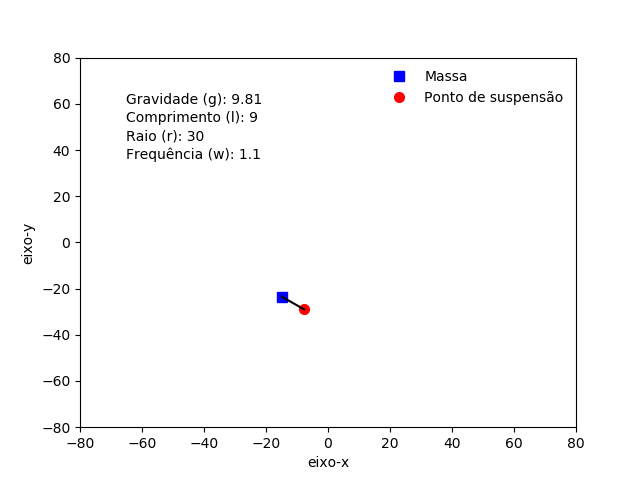 Massa
Ponto de suspensão
Gravidade (g): 9.81
Comprimento (l): 9
Raio (r): 30
Frequência (w): 1.1
80
60
40
20
0
−20
−40
−60
−80
eixo-y
−80
−60
−40
−20
0
20
40
60
80
eixo-x